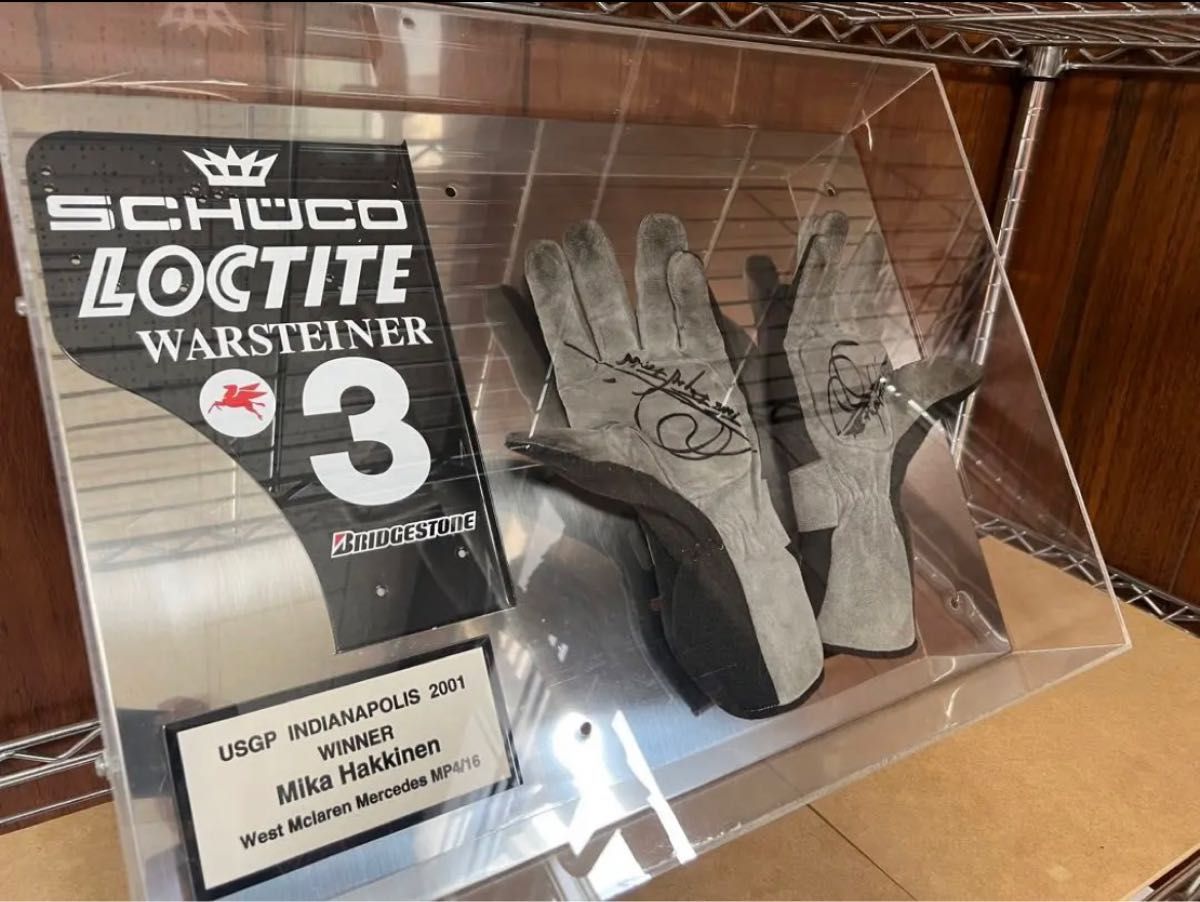 SCHÜCO
LOCTITE
WARSTEINER
3
BRIDGESTONE
USGP INDIANAPOLIS 2001
WINNER
Mika Hakkinen
West Mclaren Mercedes MP4/16